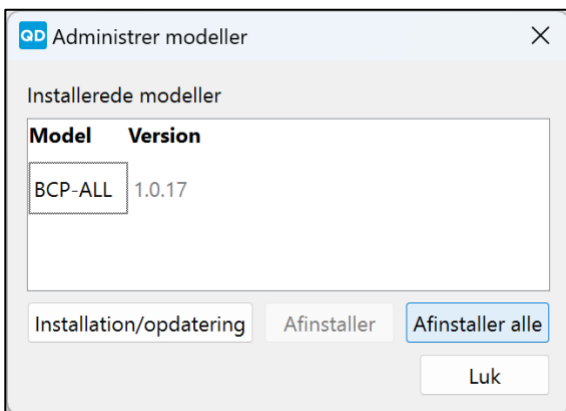 QD Administrer modeller
Installerede modeller
Model Version
BCP-ALL 1.0.17
Installation/opdatering Afinstaller Afinstaller alle
Luk